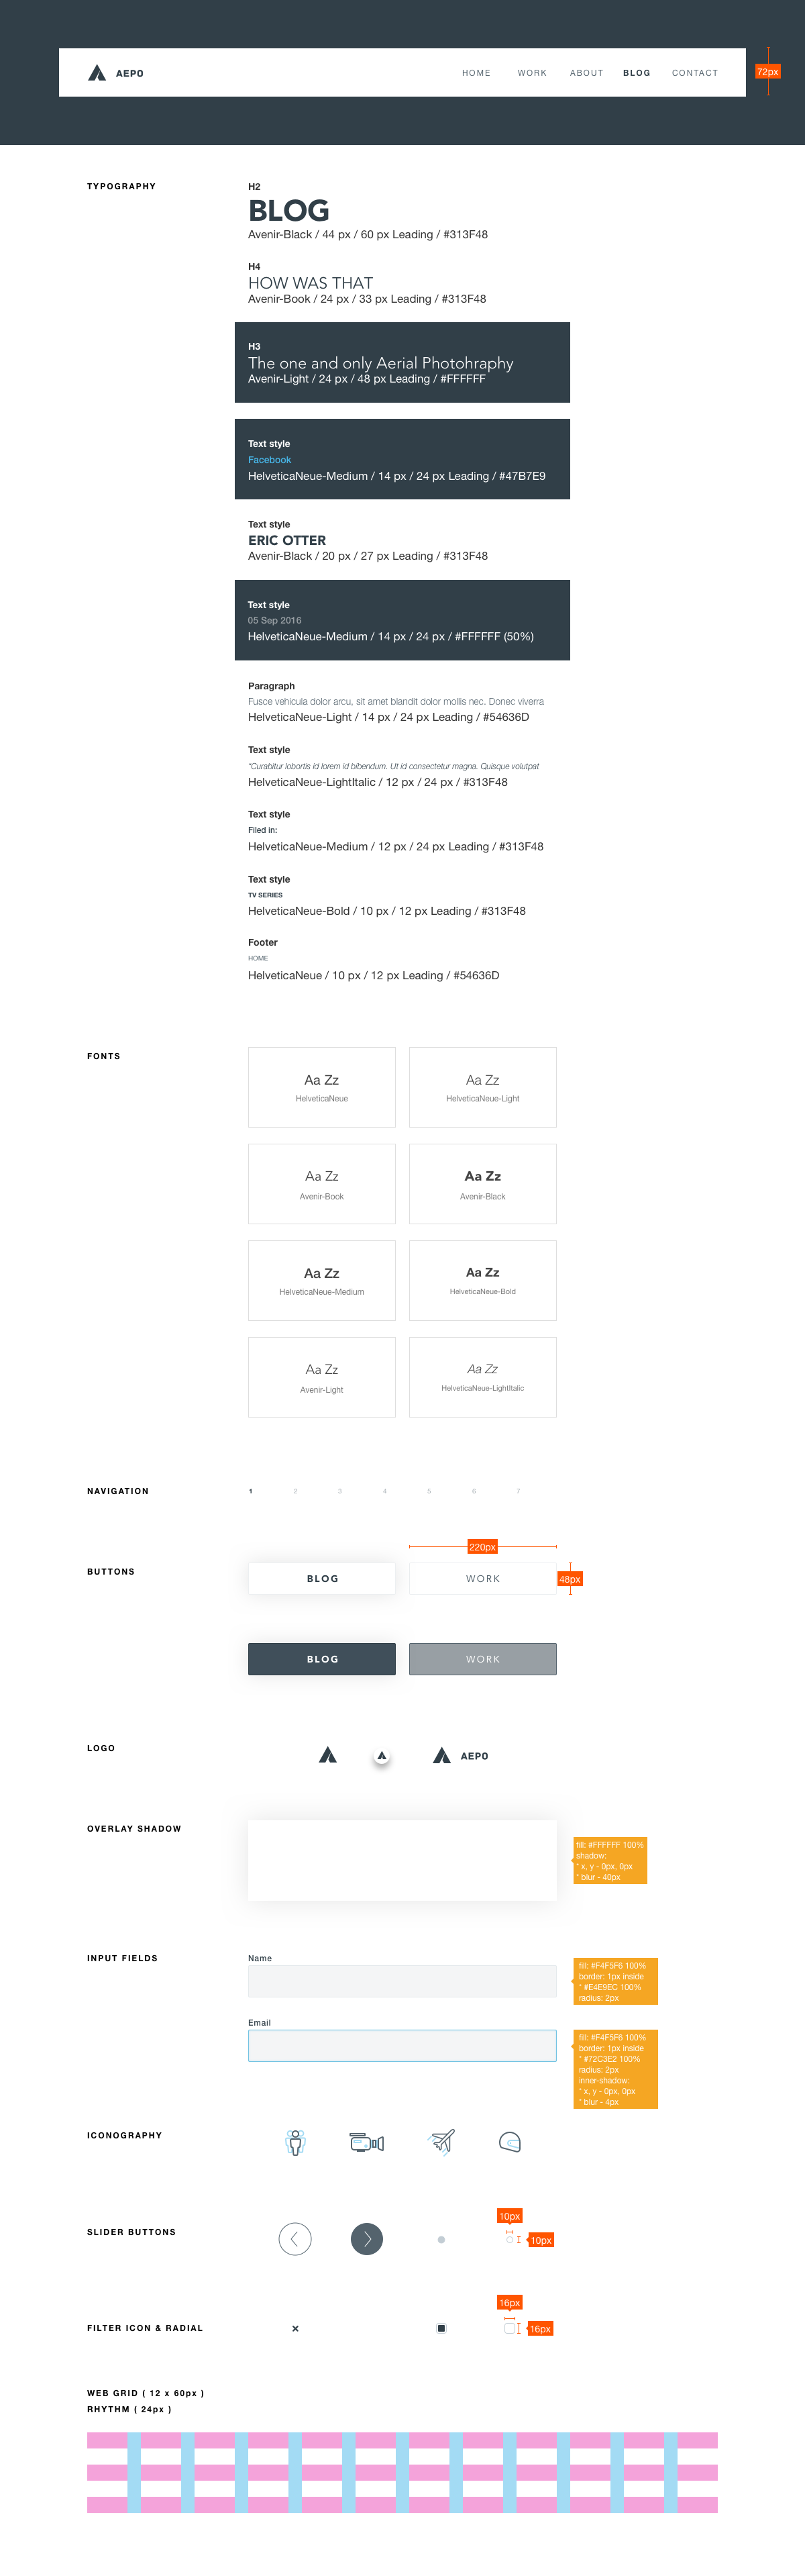 AEPO
HOME WORK ABOUT BLOG CONTACT
72px
TYPOGRAPHY
H2
BLOG
Avenir-Black / 44 px / 60 px Leading / #313F48
H4
HOW WAS THAT
Avenir-Book / 24 px / 33 px Leading / #313F48
H3
The one and only Aerial Photohraphy
Avenir-Light / 24 px / 48 px Leading / #FFFFFF
Text style
Facebook
HelveticaNeue-Medium / 14 px / 24 px Leading / #47B7E9
Text style
ERIC OTTER
Avenir-Black / 20 px / 27 px Leading / #313F48
Text style
05 Sep 2016
HelveticaNeue-Medium / 14 px / 24 px / #FFFFFF (50%)
Paragraph
Fusce vehicula dolor arcu, sit amet blandit dolor mollis nec. Donec viverra
HelveticaNeue-Light / 14 px / 24 px Leading / #54636D
Text style
"Curabitur lobortis id lorem id bibendum. Ut id consectetur magna. Quisque volutpat
HelveticaNeue-LightItalic / 12 px / 24 px / #313F48
Text style
Filed in:
HelveticaNeue-Medium / 12 px / 24 px Leading / #313F48
Text style
TV SERIES
HelveticaNeue-Bold / 10 px / 12 px Leading / #313F48
Footer
HOME
HelveticaNeue / 10 px / 12 px Leading / #54636D
FONTS
Aa Zz
HelveticaNeue
Aa Zz
HelveticaNeue-Light
Aa Zz
Avenir-Book
Aa Zz
Avenir-Black
Aa Zz
HelveticaNeue-Medium
Aa Zz
HelveticaNeue-Bold
Aa Zz
Avenir-Light
Aa Zz
HelveticaNeue-LightItalic
NAVIGATION
1 2 3 4 5 6 7
BUTTONS
220px
BLOG
WORK
48px
BLOG
WORK
LOGO
AEPO
OVERLAY SHADOW
fill: #FFFFFF 100%
shadow:
* x, y - 0px, 0px
* blur - 40px
INPUT FIELDS
Name
fill: #F4F5F6 100%
border: 1px inside
* #E4E9EC 100%
radius: 2px
Email
fill: #F4F5F6 100%
border: 1px inside
* #72C3E2 100%
radius: 2px
inner-shadow:
* x, y - 0px, 0px
* blur - 4px
ICONOGRAPHY
SLIDER BUTTONS
10px
10px
FILTER ICON & RADIAL
16px
16px
WEB GRID ( 12 x 60px )
RHYTHM ( 24px )